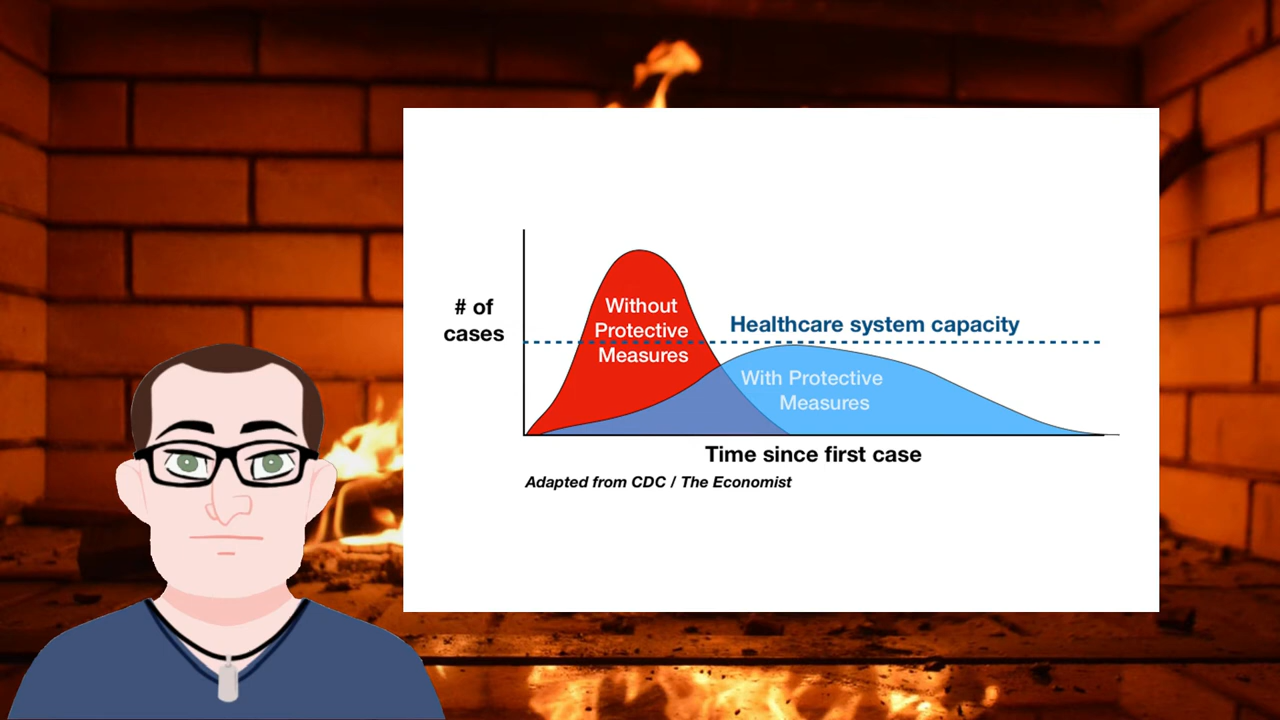 # of
cases
Without
Protective
Measures
Healthcare system capacity
With Protective
Measures
Time since first case
Adapted from CDC / The Economist